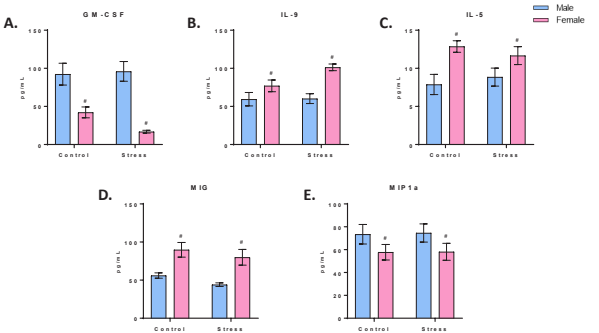 Male
Female
A.
GM-CSF
pg/mL
150
100
50
0
#
#
Control
Stress
B.
IL-9
pg/mL
150
100
50
0
#
#
Control
Stress
C.
IL-5
pg/mL
15
10
5
0
#
#
Control
Stress
D.
MIG
pg/mL
150
100
50
0
#
#
Control
Stress
E.
MIP1a
pg/mL
100
80
60
40
20
0
#
#
Control
Stress